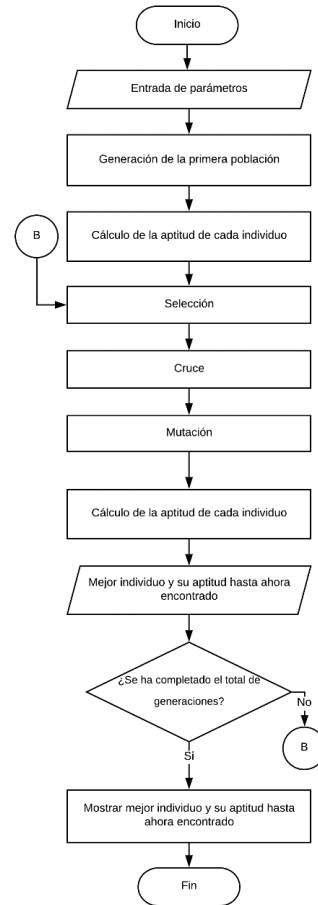 Inicio
Entrada de parámetros
Generación de la primera población
Cálculo de la aptitud de cada individuo
B
Selección
Cruce
Mutación
Cálculo de la aptitud de cada individuo
Mejor individuo y su aptitud hasta ahora
encontrado
¿Se ha completado el total de
generaciones?
No
B
Si
Mostrar mejor individuo y su aptitud hasta
ahora encontrado
Fin